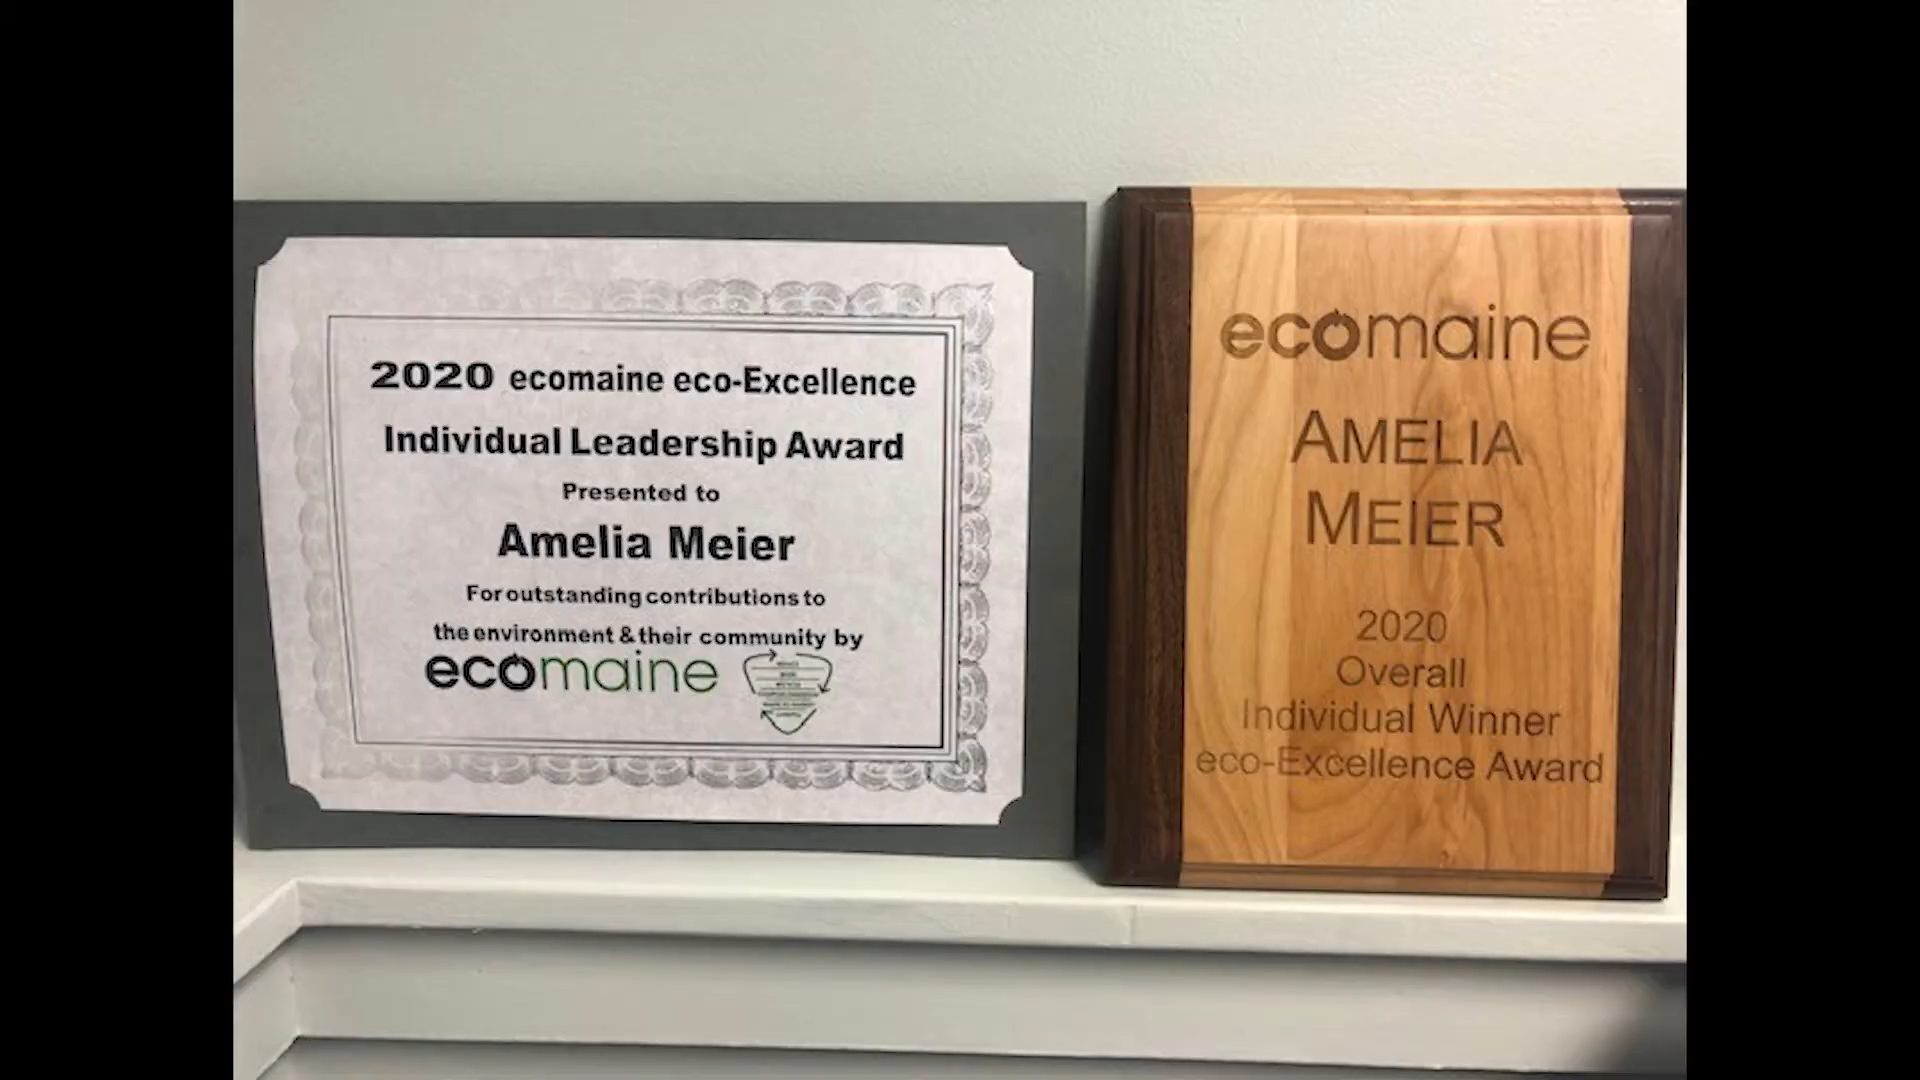 2020 ecomaine eco-Excellence
Individual Leadership Award
Presented to
Amelia Meier
For outstanding contributions to
the environment & their community by
ecomaine
ecomaine
AMELIA
MEIER
2020
Overall
Individual Winner
eco-Excellence Award